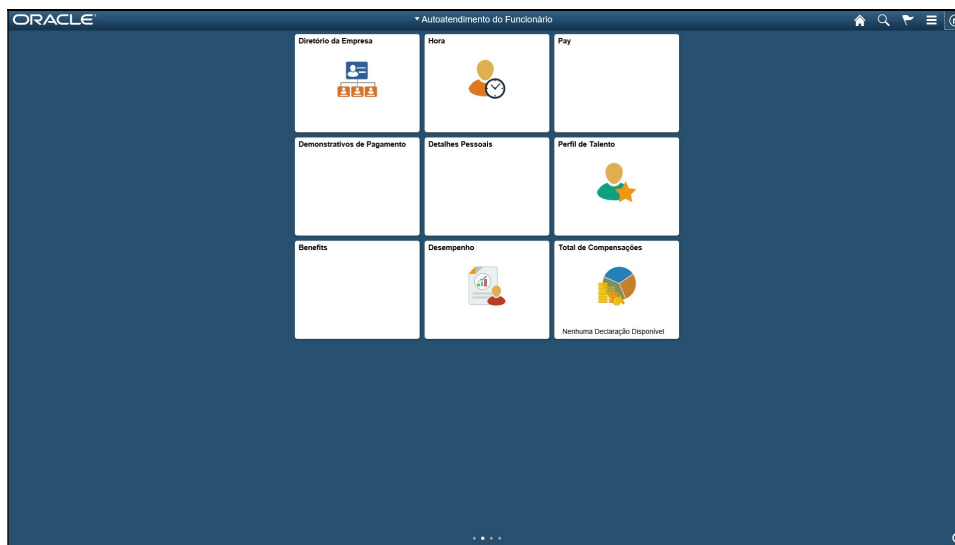 ORACLE
Autoatendimento do Funcionário
Diretório da Empresa
Hora
Pay
Demonstrativos de Pagamento
Detalhes Pessoais
Perfil de Talento
Benefits
Desempenho
Total de Compensações
Nenhuma Declaração Disponível